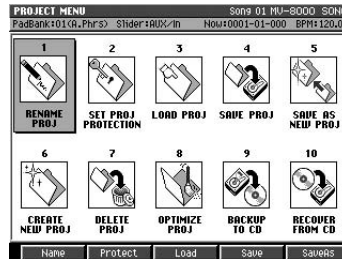 PROJECT MENU Song 01 MV-8000 SON
PadBank:01(A.Phrs) Slider:AUX/In Now:0001-01-000 BPM:120.0
1 2 3 4 5
RENAME PROJ
SET PROJ PROTECTION
LOAD PROJ
SAVE PROJ
SAVE AS NEW PROJ
6 7 8 9 10
CREATE NEW PROJ
DELETE PROJ
OPTIMIZE PROJ
BACKUP TO CD
RECOVER FROM CD
Name Protect Load Save SaveAs